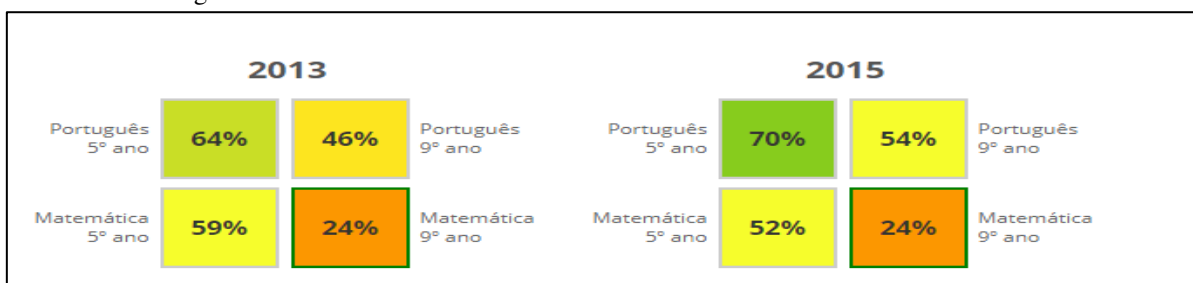 2013
Português
5º ano
64%
46%
Português
9º ano
Matemática
5º ano
59%
24%
Matemática
9º ano
2015
Português
5º ano
70%
54%
Português
9º ano
Matemática
5º ano
52%
24%
Matemática
9º ano